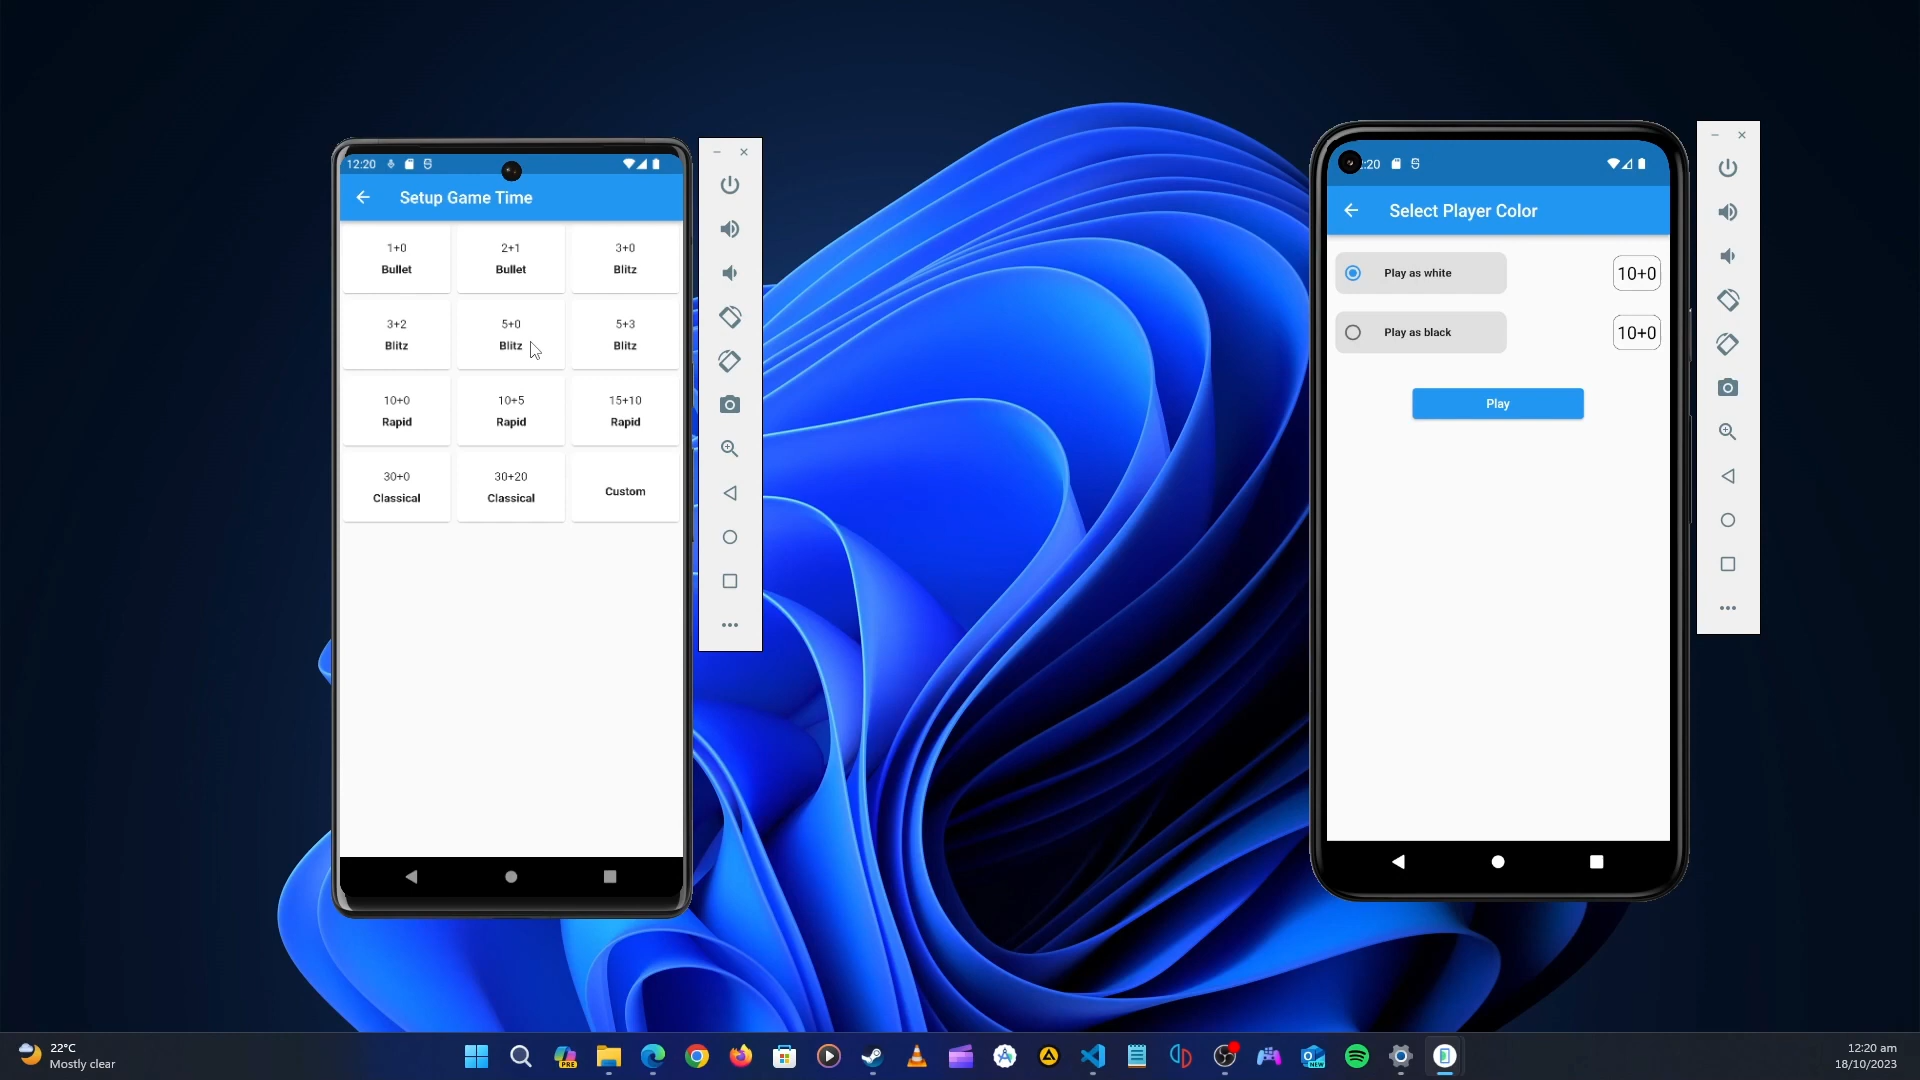 12:20
Setup Game Time
1+0
Bullet
2+1
Bullet
3+0
Blitz
3+2
Blitz
5+0
Blitz
5+3
Blitz
10+0
Rapid
10+5
Rapid
15+10
Rapid
30+0
Classical
30+20
Classical
Custom
:20
Select Player Color
Play as white
10+0
Play as black
10+0
Play
22°C
Mostly clear
PRE
NEW
12:20 am
18/10/2023